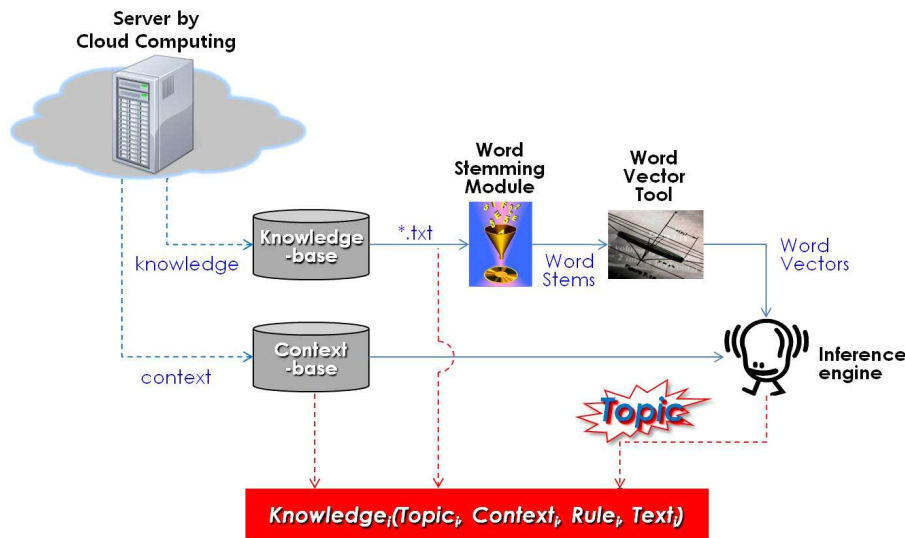 Server by
Cloud Computing
Word
Stemming
Module
Word
Vector
Tool
Knowledge
-base
*.txt
knowledge
Word
Stems
Word
Vectors
Context
-base
context
Inference
engine
Topic
Knowledgeᵢ(Topicᵢ, Contextᵢ, Ruleᵢ, Textᵢ)